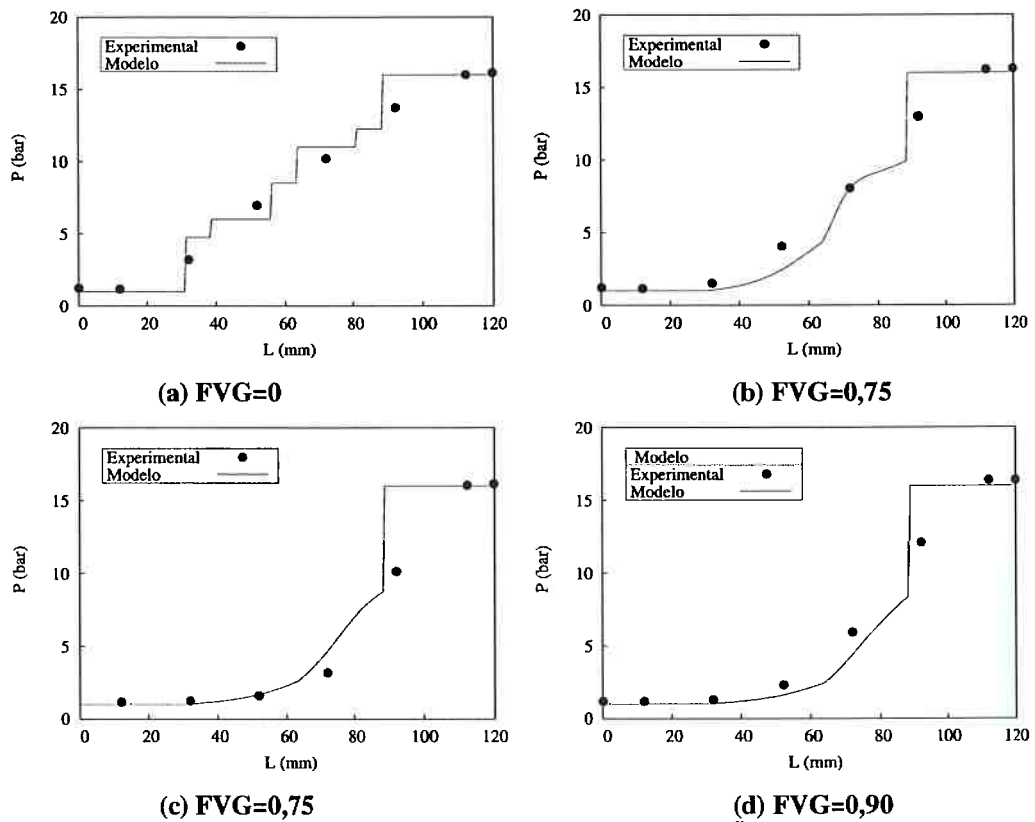 20
15
10
5
0
P (bar)
Experimental
Modelo
0 20 40 60 80 100 120
L (mm)
(a) FVG=0
20
15
10
5
0
P (bar)
Experimental
Modelo
0 20 40 60 80 100 120
L (mm)
(b) FVG=0,75
20
15
10
5
0
P (bar)
Experimental
Modelo
0 20 40 60 80 100 120
L (mm)
(c) FVG=0,75
20
15
10
5
0
P (bar)
Modelo
Experimental
Modelo
0 20 40 60 80 100 120
L (mm)
(d) FVG=0,90